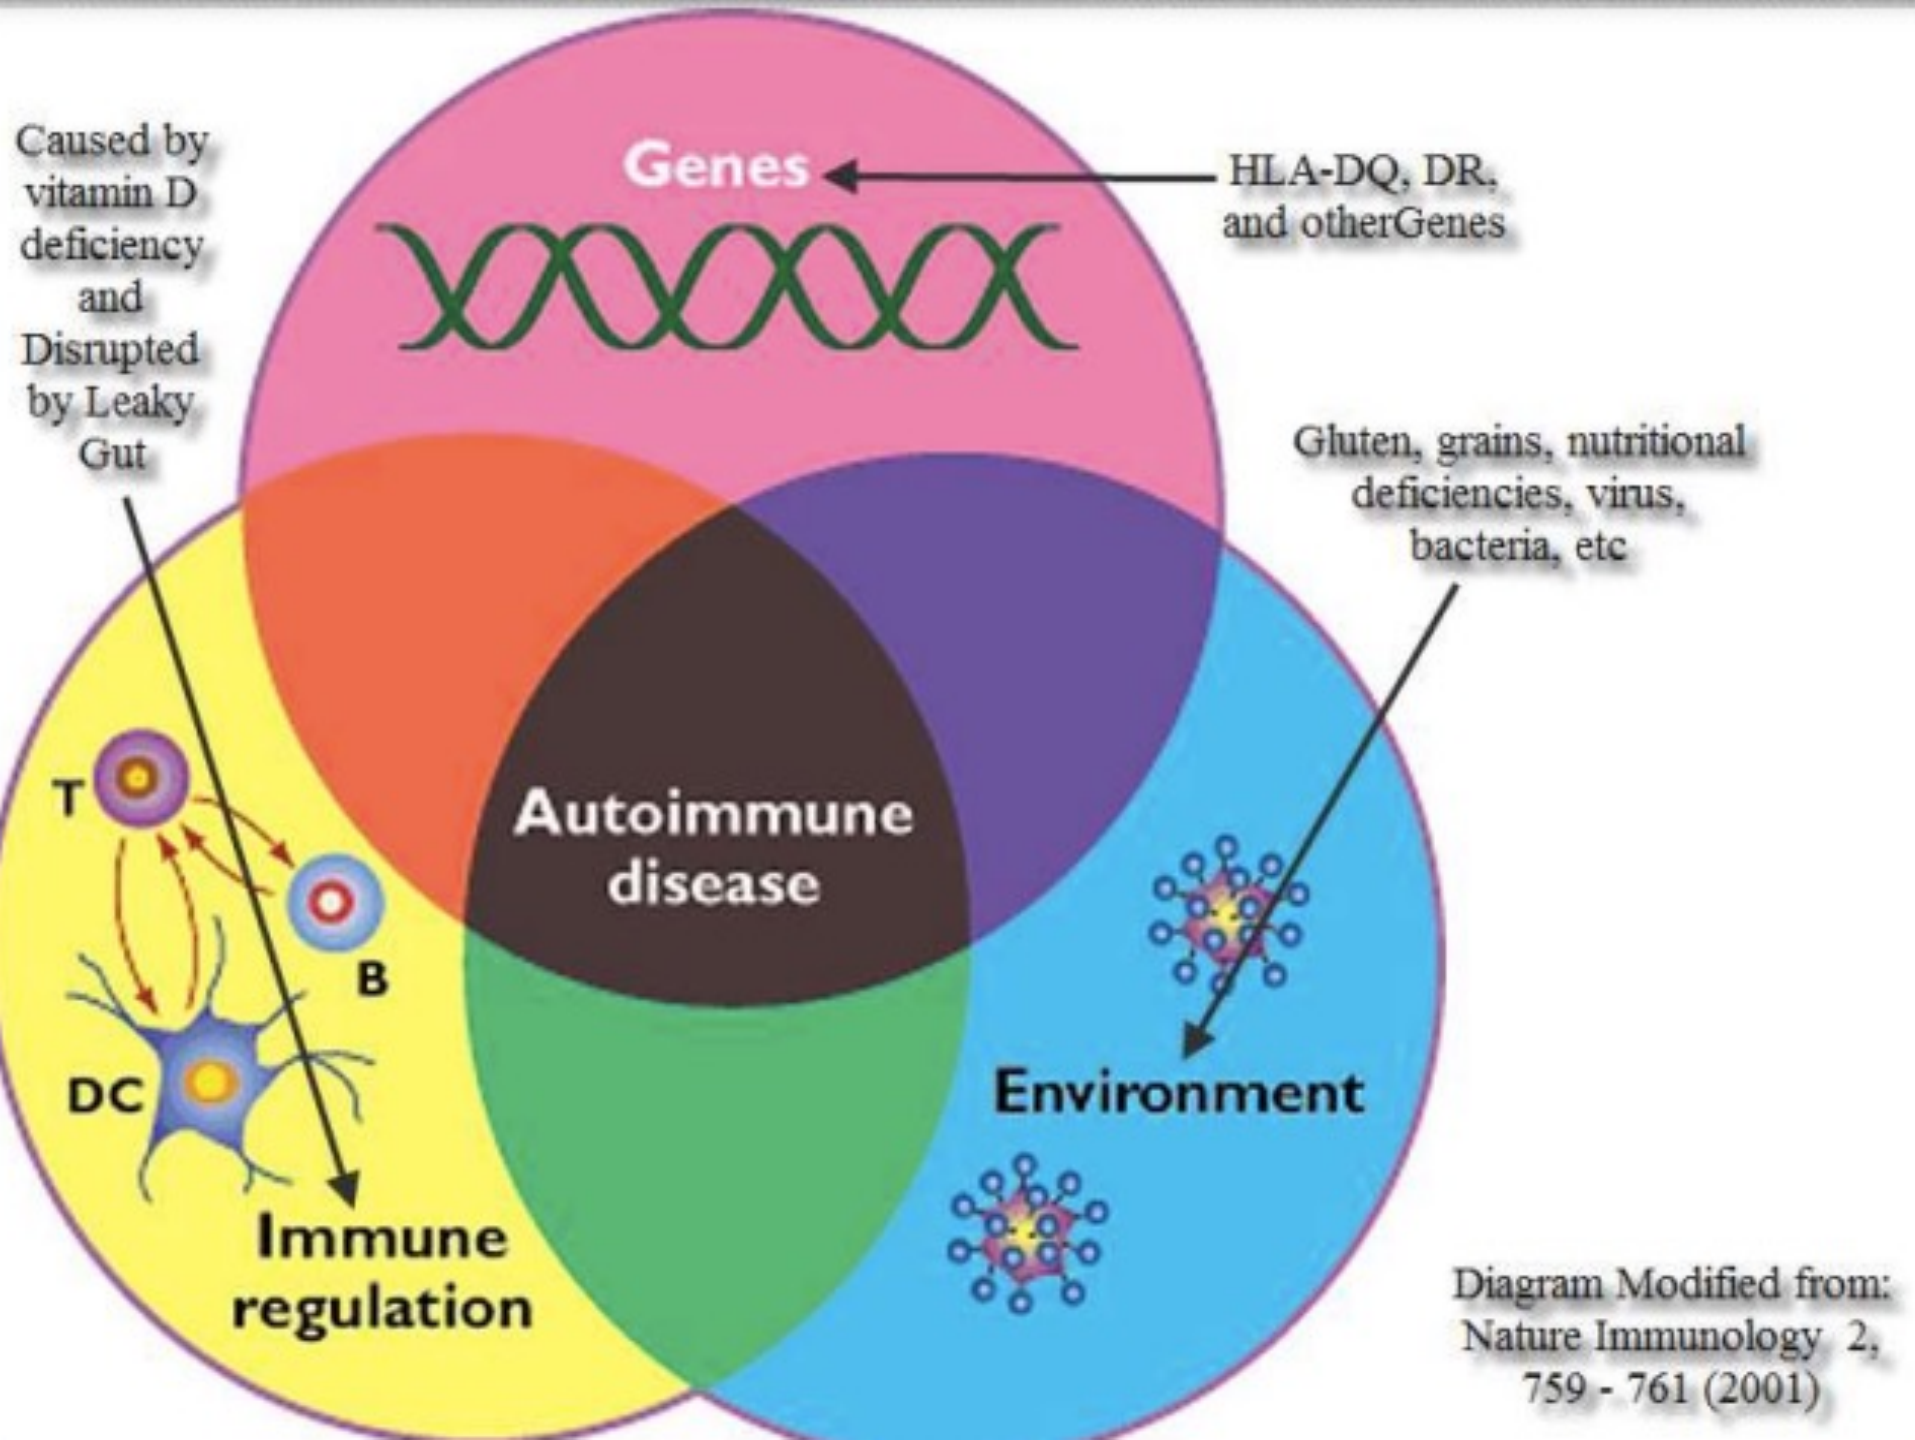 Caused by
vitamin D
deficiency
and
Disrupted
by Leaky
Gut
Genes
HLA-DQ, DR,
and otherGenes
Gluten, grains, nutritional
deficiencies, virus,
bacteria, etc
T
B
DC
Autoimmune
disease
Environment
Immune
regulation
Diagram Modified from:
Nature Immunology 2,
759 - 761 (2001)